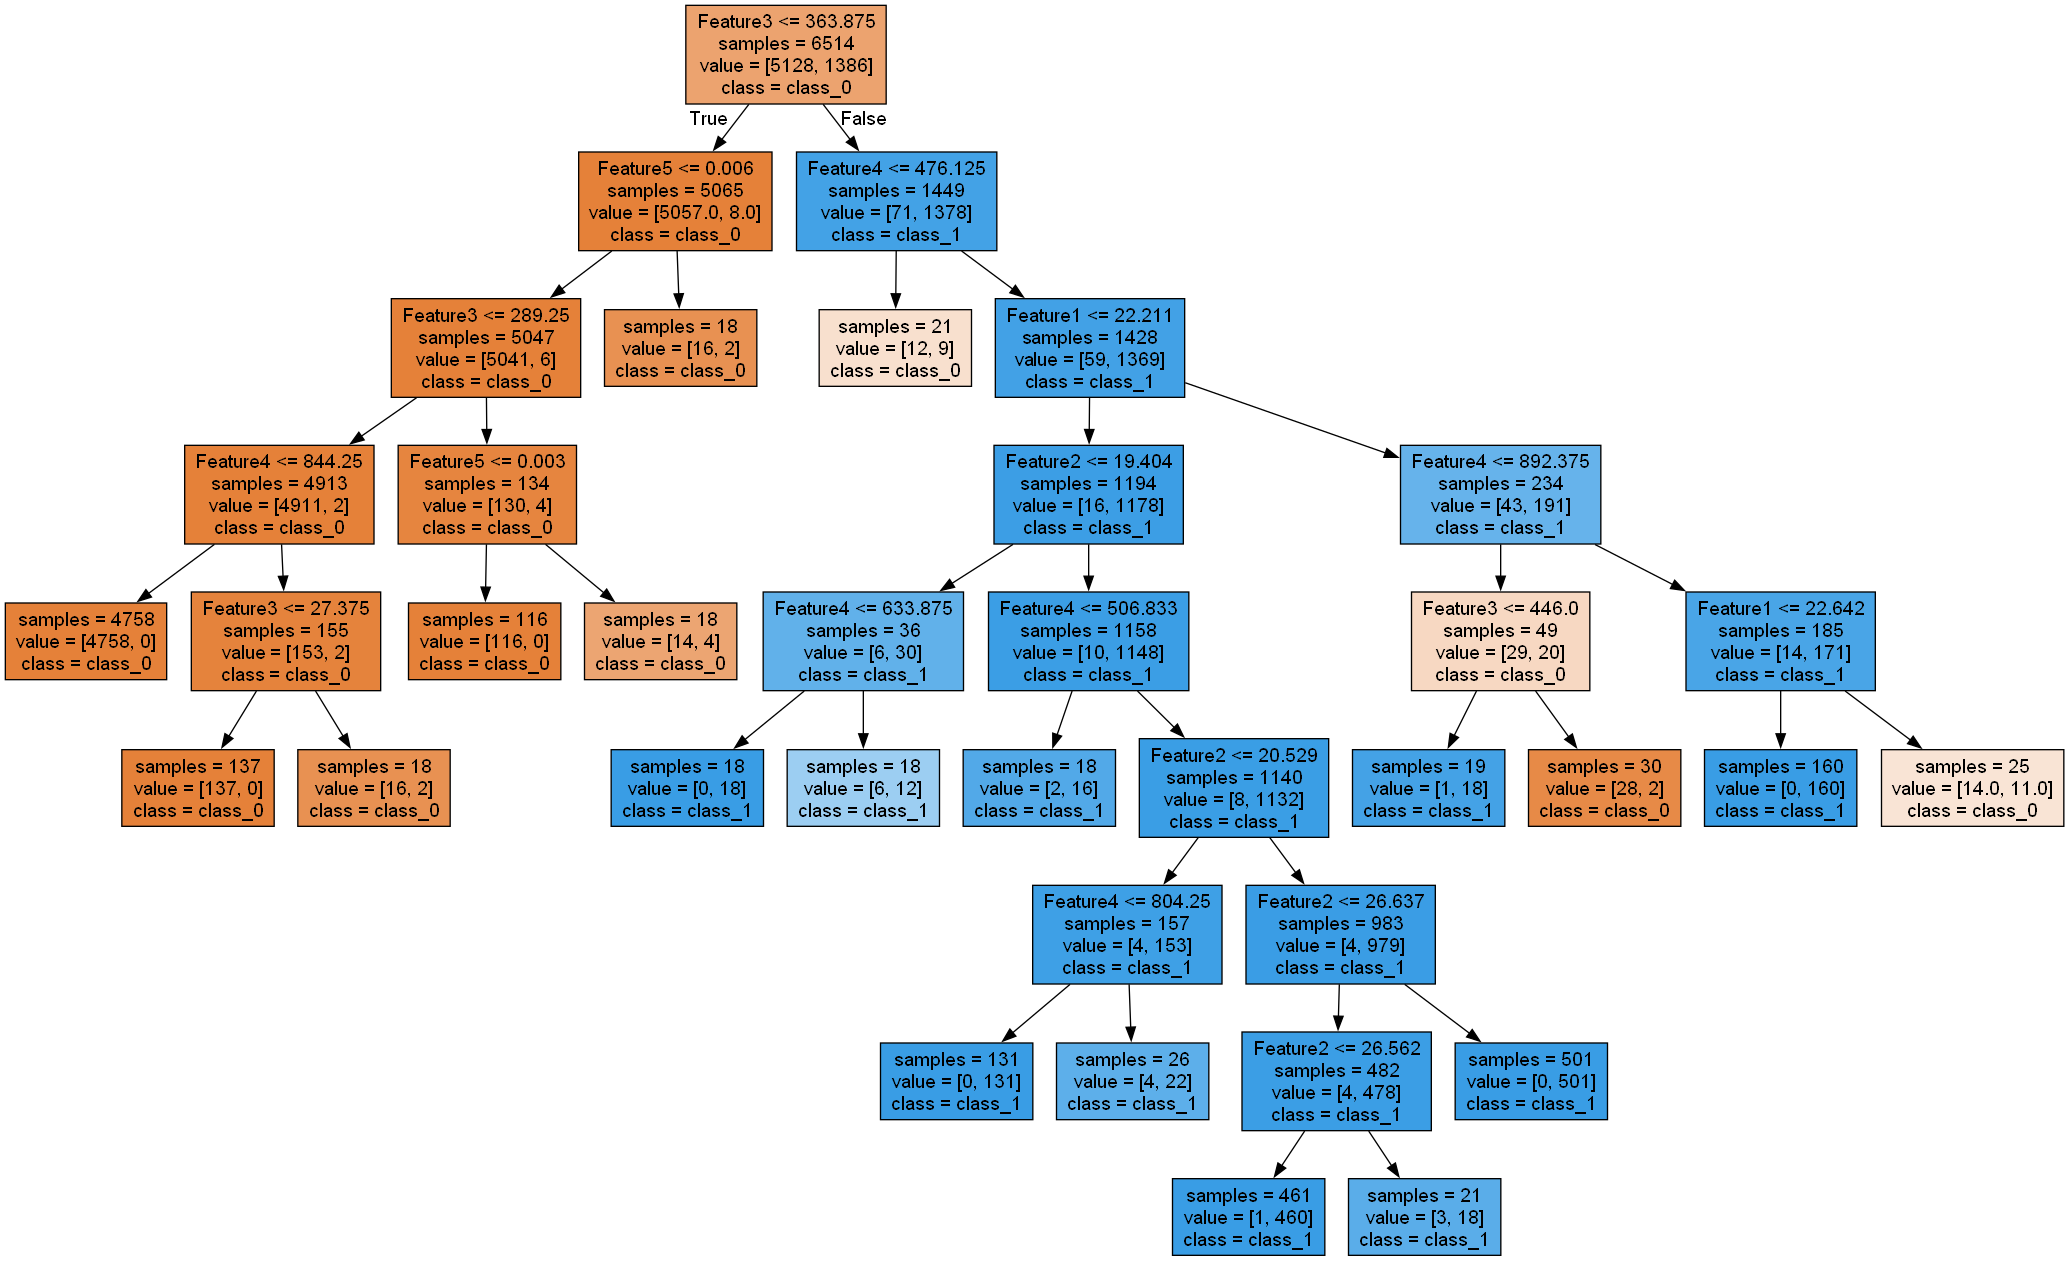 Feature3 <= 363.875
samples = 6514
value = [5128, 1386]
class = class_0
True
False
Feature5 <= 0.006
samples = 5065
value = [5057.0, 8.0]
class = class_0
Feature4 <= 476.125
samples = 1449
value = [71, 1378]
class = class_1
Feature3 <= 289.25
samples = 5047
value = [5041, 6]
class = class_0
samples = 18
value = [16, 2]
class = class_0
samples = 21
value = [12, 9]
class = class_0
Feature1 <= 22.211
samples = 1428
value = [59, 1369]
class = class_1
Feature4 <= 844.25
samples = 4913
value = [4911, 2]
class = class_0
Feature5 <= 0.003
samples = 134
value = [130, 4]
class = class_0
Feature2 <= 19.404
samples = 1194
value = [16, 1178]
class = class_1
Feature4 <= 892.375
samples = 234
value = [43, 191]
class = class_1
samples = 4758
value = [4758, 0]
class = class_0
Feature3 <= 27.375
samples = 155
value = [153, 2]
class = class_0
samples = 116
value = [116, 0]
class = class_0
samples = 18
value = [14, 4]
class = class_0
Feature4 <= 633.875
samples = 36
value = [6, 30]
class = class_1
Feature4 <= 506.833
samples = 1158
value = [10, 1148]
class = class_1
Feature3 <= 446.0
samples = 49
value = [29, 20]
class = class_0
Feature1 <= 22.642
samples = 185
value = [14, 171]
class = class_1
samples = 137
value = [137, 0]
class = class_0
samples = 18
value = [16, 2]
class = class_0
samples = 18
value = [0, 18]
class = class_1
samples = 18
value = [6, 12]
class = class_1
samples = 18
value = [2, 16]
class = class_1
Feature2 <= 20.529
samples = 1140
value = [8, 1132]
class = class_1
samples = 19
value = [1, 18]
class = class_1
samples = 30
value = [28, 2]
class = class_0
samples = 160
value = [0, 160]
class = class_1
samples = 25
value = [14.0, 11.0]
class = class_0
Feature4 <= 804.25
samples = 157
value = [4, 153]
class = class_1
Feature2 <= 26.637
samples = 983
value = [4, 979]
class = class_1
samples = 131
value = [0, 131]
class = class_1
samples = 26
value = [4, 22]
class = class_1
Feature2 <= 26.562
samples = 482
value = [4, 478]
class = class_1
samples = 501
value = [0, 501]
class = class_1
samples = 461
value = [1, 460]
class = class_1
samples = 21
value = [3, 18]
class = class_1